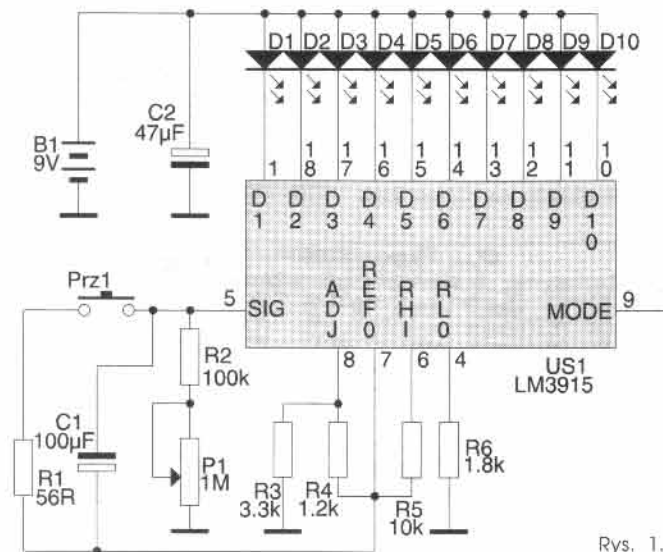 D1 D2 D3 D4 D5 D6 D7 D8 D9 D10
C2
47µF
B1
9V
1 18 17 16 15 14 13 12 11 10
D1 D2 D3 D4 D5 D6 D7 D8 D9 D10
Prz1
5 SIG ADJ REFO RHI RLO MODE 9
8 7 6 4
US1
LM3915
R2
100k
C1
100µF
R1
56R
P1
1M
R3
3.3k
R4
1.2k
R5
10k
R6
1.8k
Rys. 1.